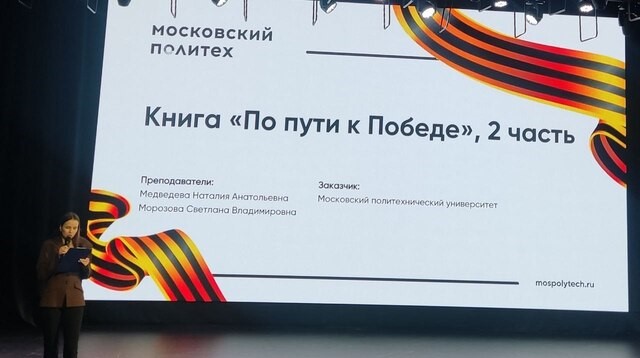 московский
политех
Книга «По пути к Победе», 2 часть
Преподаватели:
Медведева Наталия Анатольевна
Морозова Светлана Владимировна
Заказчик:
Московский политехнический университет
mospolytech.ru